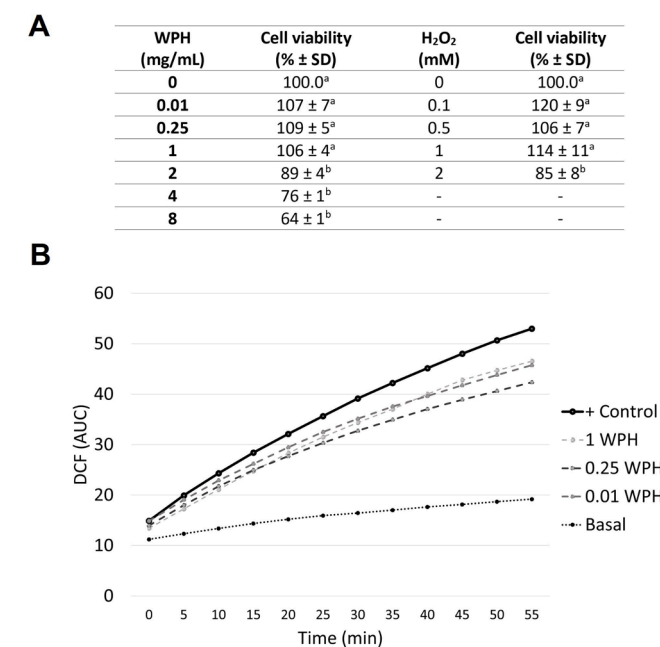 A
WPH Cell viability H₂O₂ Cell viability
(mg/mL) (% ± SD) (mM) (% ± SD)
0 100.0ᵃ 0 100.0ᵃ
0.01 107 ± 7ᵃ 0.1 120 ± 9ᵃ
0.25 109 ± 5ᵃ 0.5 106 ± 7ᵃ
1 106 ± 4ᵃ 1 114 ± 11ᵃ
2 89 ± 4ᵇ 2 85 ± 8ᵇ
4 76 ± 1ᵇ - -
8 64 ± 1ᵇ - -
B
60
50
40
30
20
10
0
DCF (AUC)
0 5 10 15 20 25 30 35 40 45 50 55
Time (min)
+ Control
1 WPH
0.25 WPH
0.01 WPH
Basal